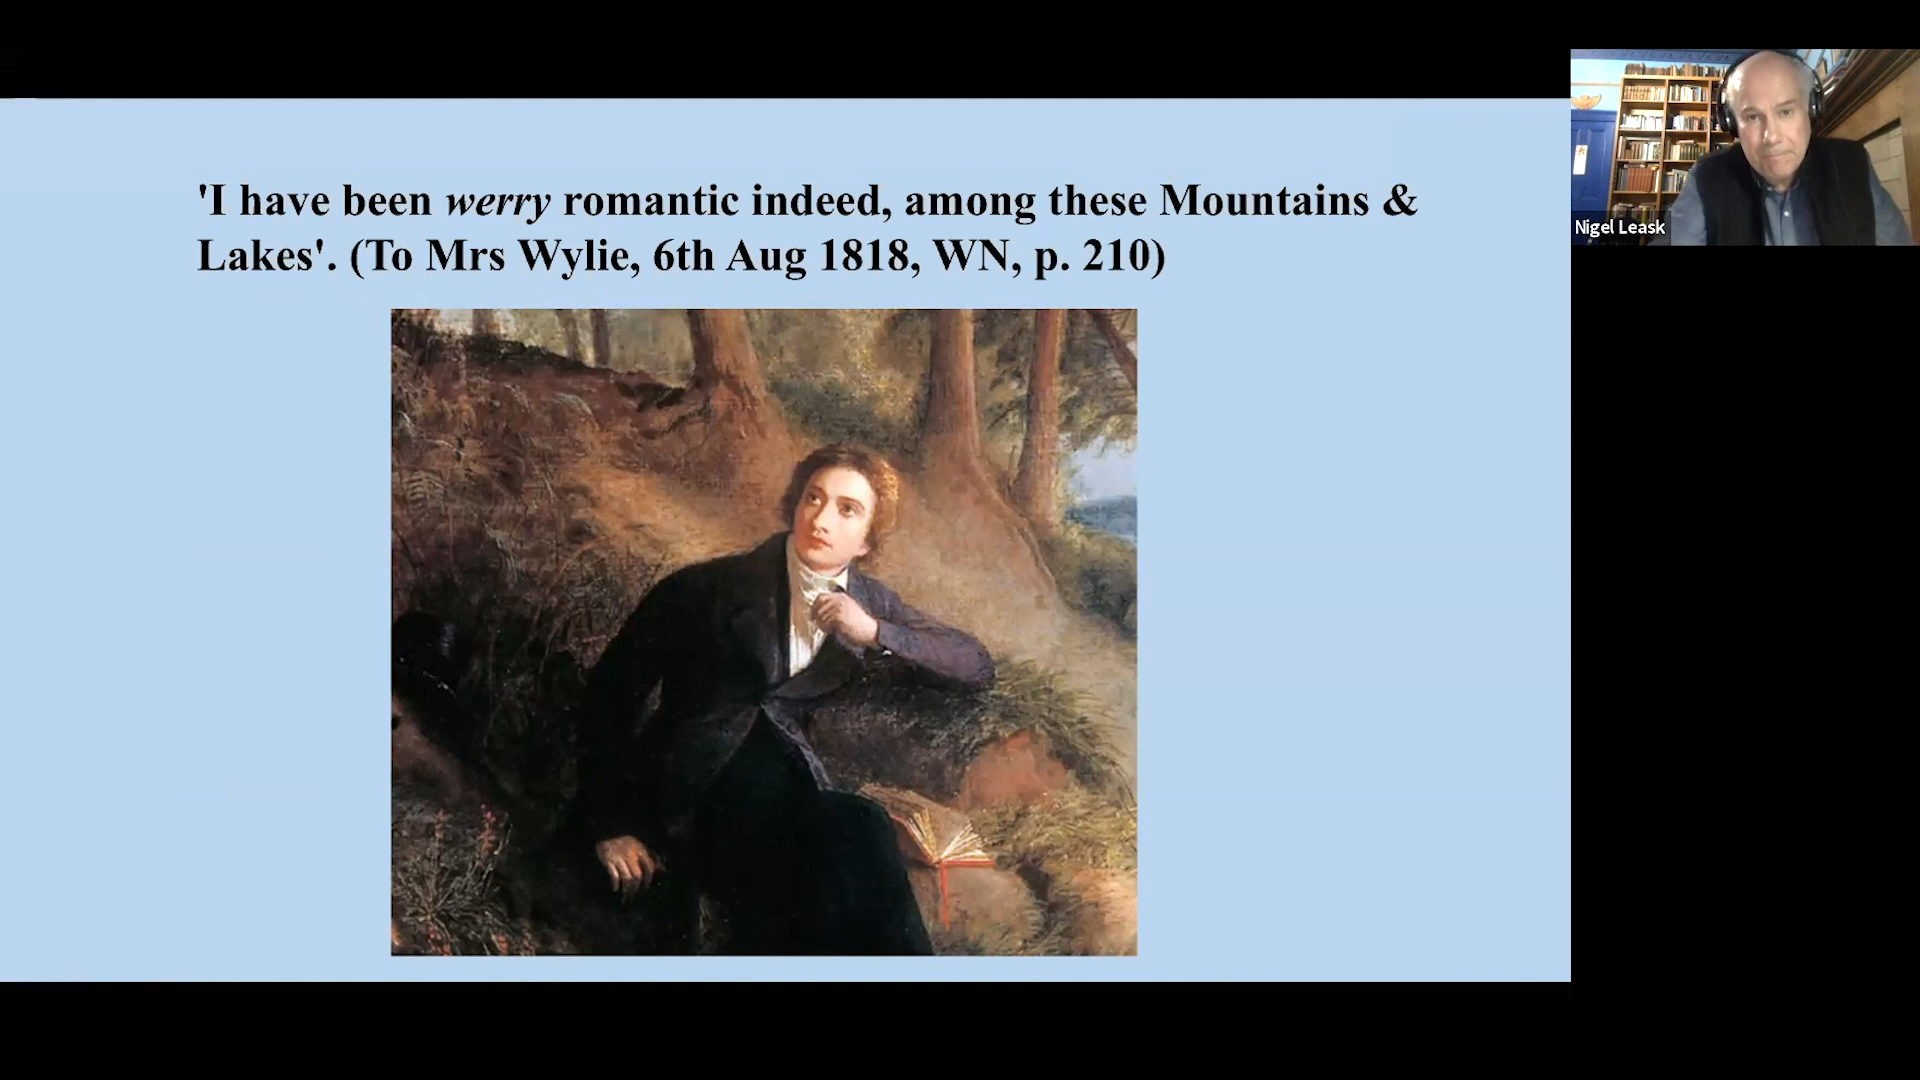 'I have been werry romantic indeed, among these Mountains &
Lakes'. (To Mrs Wylie, 6th Aug 1818, WN, p. 210)
Nigel Leask